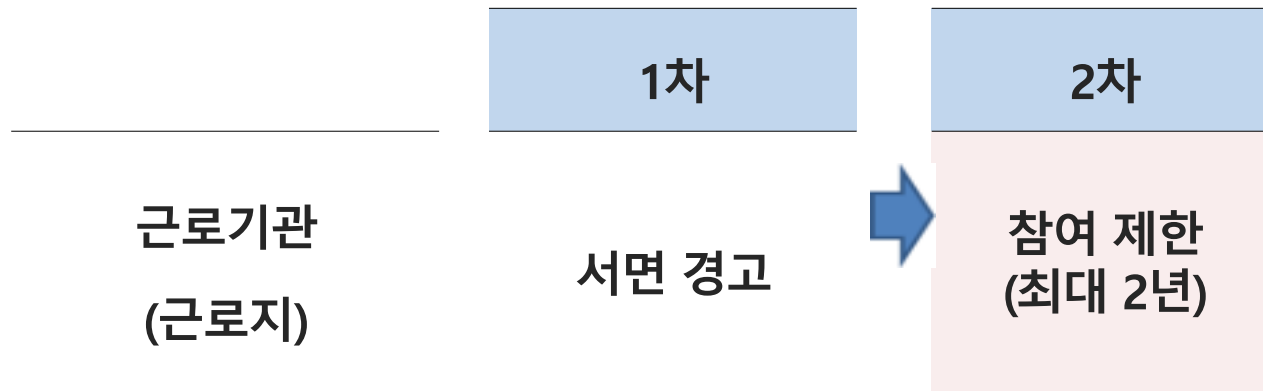 1차
2차
근로기관
(근로지)
서면 경고
참여 제한
(최대 2년)